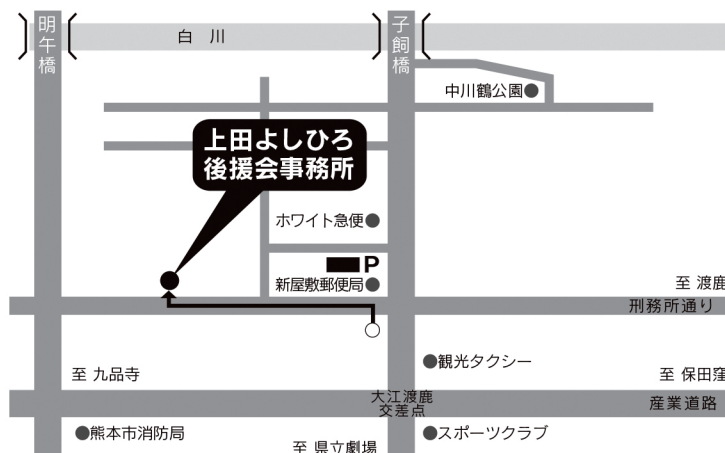 明午橋
白川
子飼橋
中川鶴公園
上田よしひろ
後援会事務所
ホワイト急便
P
新屋敷郵便局
至 渡鹿
刑務所通り
観光タクシー
至 九品寺
至 保田窪
大江渡鹿
交差点
産業道路
熊本市消防局
スポーツクラブ
至 県立劇場